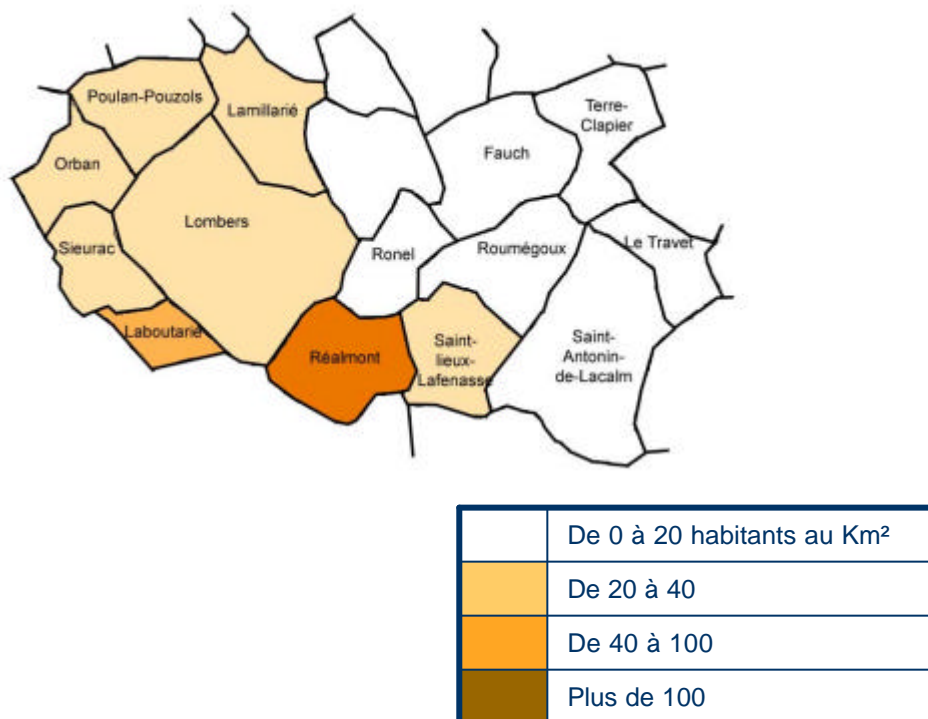 Poulan-Pouzols
Lamillarié
Terre-
Clapier
Fauch
Orban
Lombers
Sieurac
Ronel
Roumégoux
Le Travet
Laboutarié
Réalmont
Saint-
lieux-
Lafenasse
Saint-
Antonin-
de-Lacalm
De 0 à 20 habitants au Km²
De 20 à 40
De 40 à 100
Plus de 100